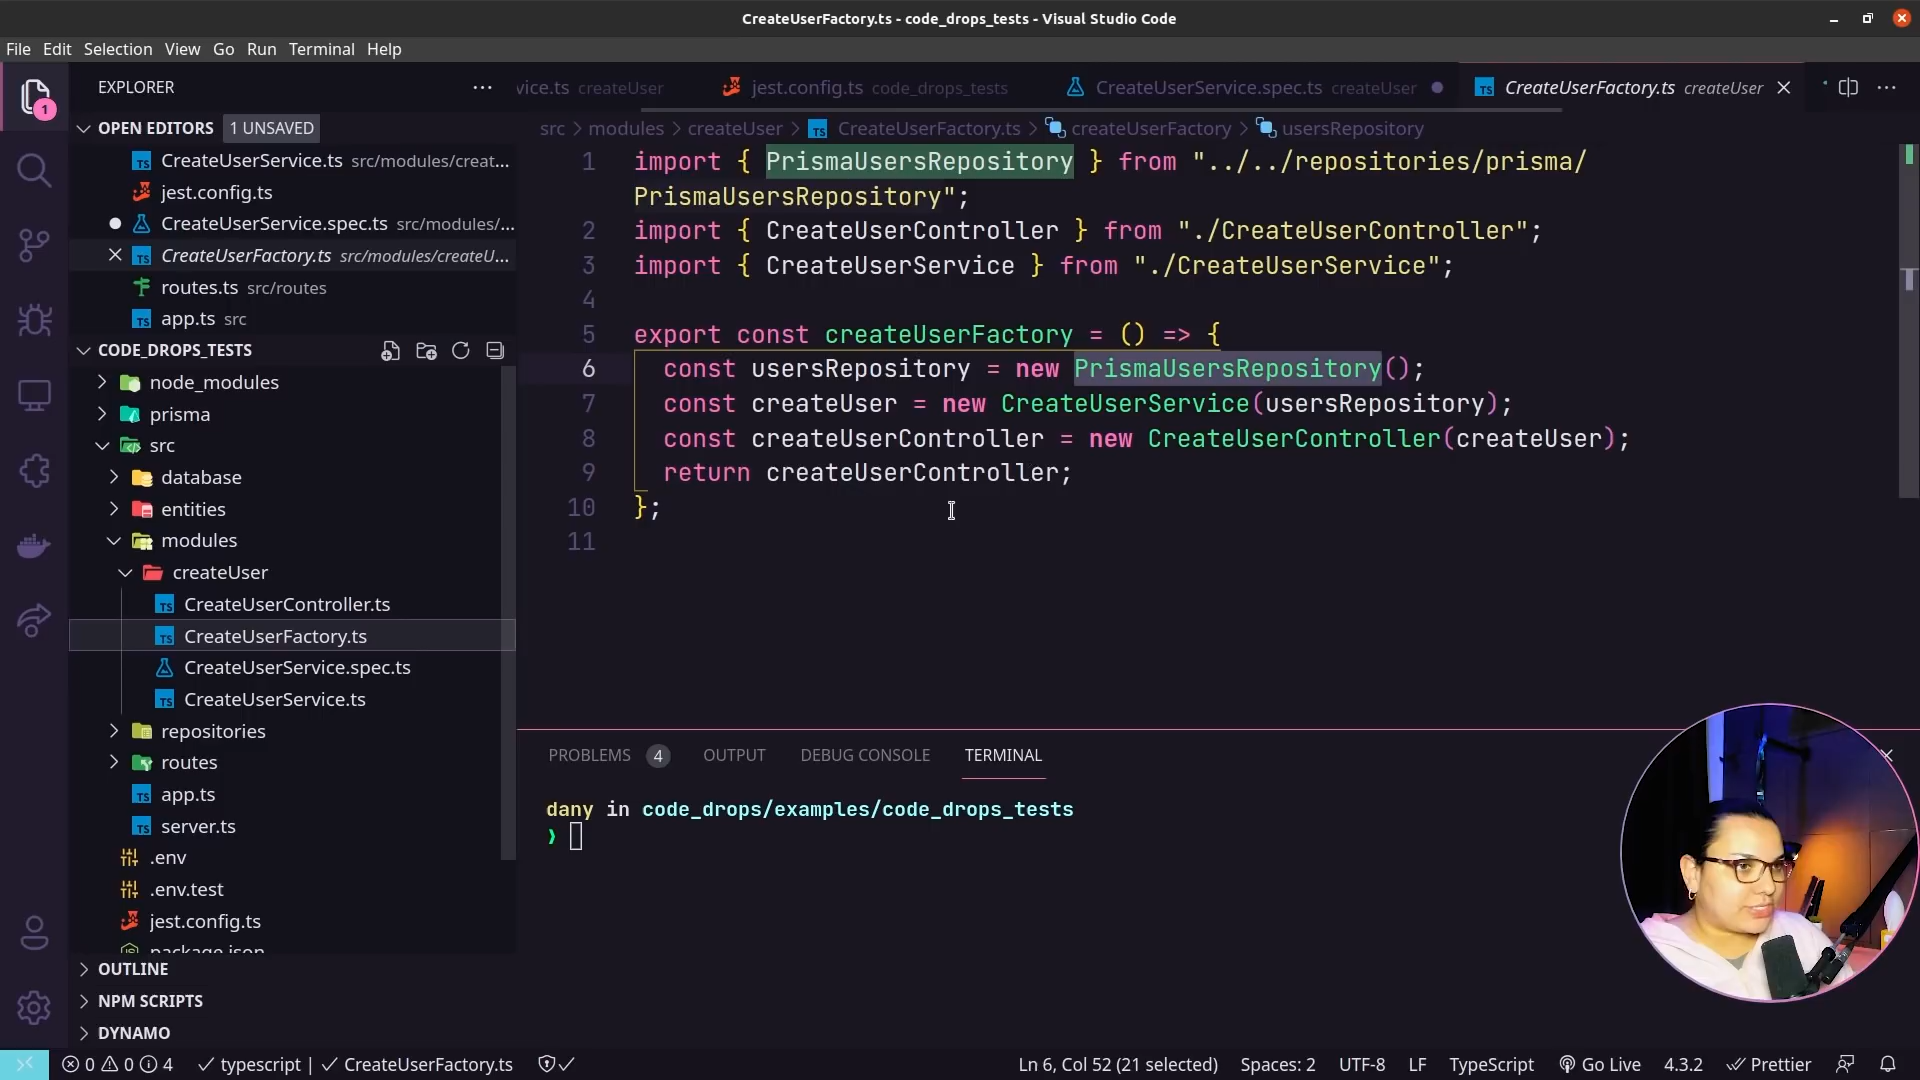 CreateUserFactory.ts - code_drops_tests - Visual Studio Code
File Edit Selection View Go Run Terminal Help
EXPLORER
OPEN EDITORS 1 UNSAVED
CreateUserService.ts src/modules/creat...
jest.config.ts
CreateUserService.spec.ts src/modules/...
CreateUserFactory.ts src/modules/createU...
routes.ts src/routes
app.ts src
CODE_DROPS_TESTS
node_modules
prisma
src
database
entities
modules
createUser
CreateUserController.ts
CreateUserFactory.ts
CreateUserService.spec.ts
CreateUserService.ts
repositories
routes
app.ts
server.ts
.env
.env.test
jest.config.ts
package.json
OUTLINE
NPM SCRIPTS
DYNAMO
1
vice.ts createUser
jest.config.ts code_drops_tests
CreateUserService.spec.ts createUser
CreateUserFactory.ts createUser
src > modules > createUser > CreateUserFactory.ts > createUserFactory > usersRepository
1 import { PrismaUsersRepository } from "../../repositories/prisma/
PrismaUsersRepository";
2 import { CreateUserController } from "./CreateUserController";
3 import { CreateUserService } from "./CreateUserService";
4
5 export const createUserFactory = () => {
6 const usersRepository = new PrismaUsersRepository();
7 const createUser = new CreateUserService(usersRepository);
8 const createUserController = new CreateUserController(createUser);
9 return createUserController;
10 };
11
PROBLEMS 4 OUTPUT DEBUG CONSOLE TERMINAL
dany in code_drops/examples/code_drops_tests
❯
0 0 4 ✓ typescript | ✓ CreateUserFactory.ts
Ln 6, Col 52 (21 selected) Spaces: 2 UTF-8 LF TypeScript Go Live 4.3.2 Prettier